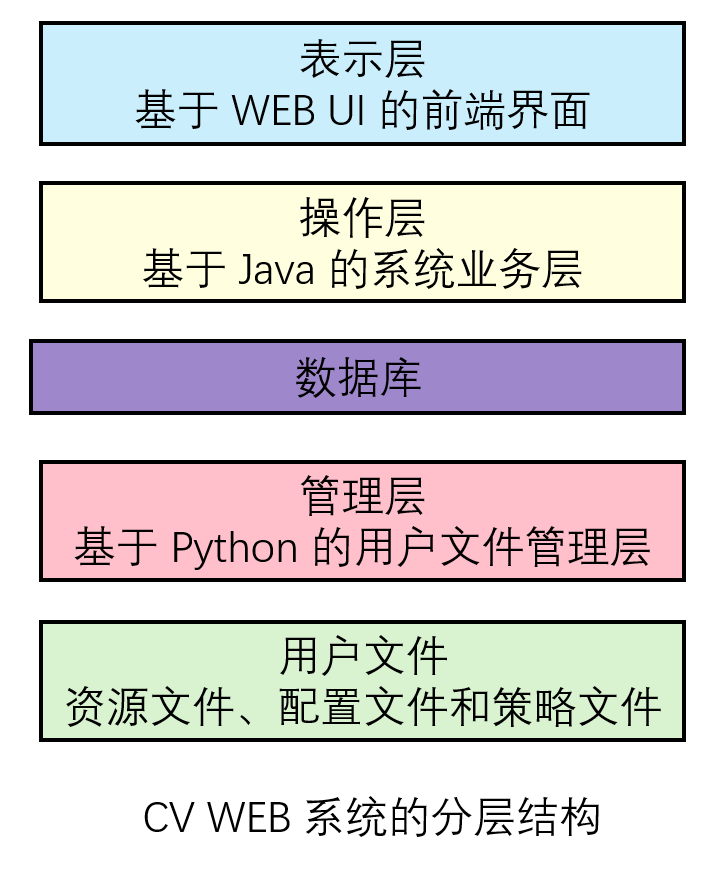 表示层
基于 WEB UI 的前端界面
操作层
基于 Java 的系统业务层
数据库
管理层
基于 Python 的用户文件管理层
用户文件
资源文件、配置文件和策略文件
CV WEB 系统的分层结构